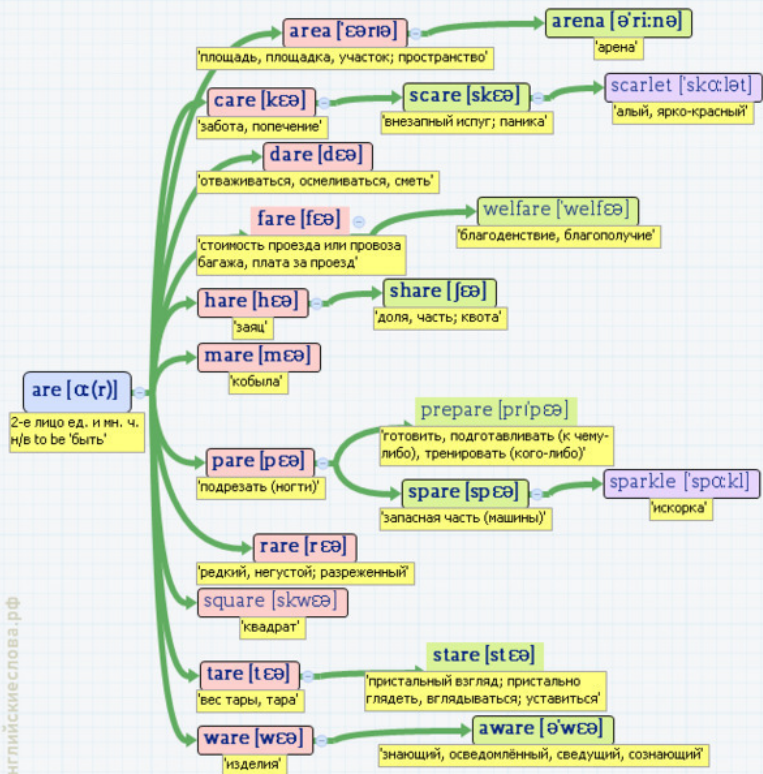 area [ˈɛərɪə]
'площадь, площадка, участок; пространство'
arena [əˈriːnə]
'арена'
care [kɛə]
'забота, попечение'
scare [skɛə]
'внезапный испуг; паника'
scarlet [ˈskɑːlət]
'алый, ярко-красный'
dare [dɛə]
'отваживаться, осмеливаться, сметь'
fare [fɛə]
'стоимость проезда или провоза
багажа, плата за проезд'
welfare [ˈwelfɛə]
'благоденствие, благополучие'
hare [hɛə]
'заяц'
share [ʃɛə]
'доля, часть; квота'
mare [mɛə]
'кобыла'
are [ɑ(r)]
2-е лицо ед. и мн. ч.
н/в to be 'быть'
pare [pɛə]
'подрезать (ногти)'
prepare [prɪˈpɛə]
'готовить, подготавливать (к чему-
либо), тренировать (кого-либо)'
spare [spɛə]
'запасная часть (машины)'
sparkle [ˈspɑkl]
'искорка'
rare [rɛə]
'редкий, негустой; разреженный'
square [skwɛə]
'квадрат'
tare [tɛə]
'вес тары, тара'
stare [stɛə]
'пристальный взгляд; пристально
глядеть, вглядываться; уставиться'
ware [wɛə]
'изделия'
aware [əˈwɛə]
'знающий, осведомлённый, сведущий, сознающий'
нглийскиеслова.рф